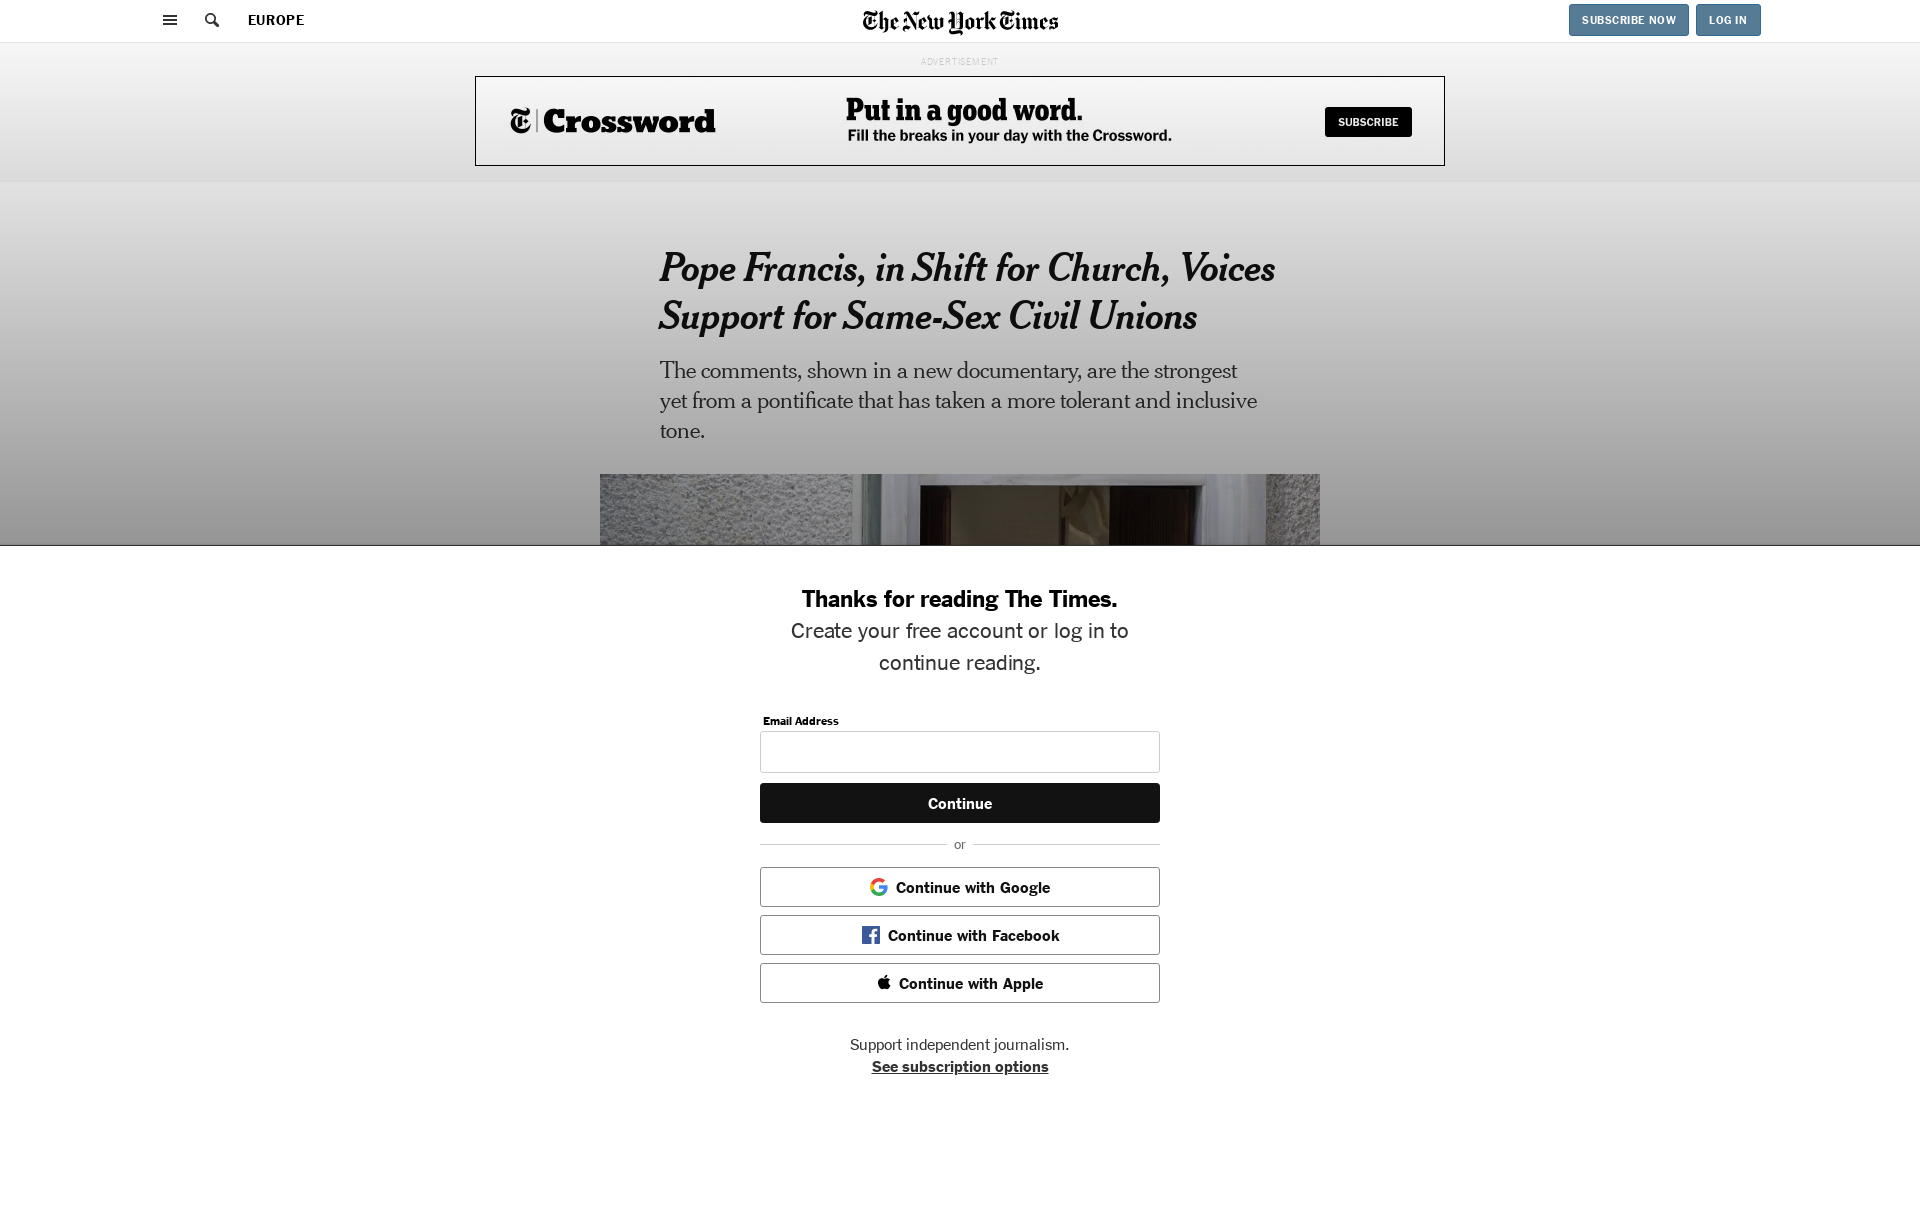 EUROPE
The New York Times
SUBSCRIBE NOW
LOG IN
ADVERTISEMENT
T Crossword
Put in a good word.
Fill the breaks in your day with the Crossword.
SUBSCRIBE
Pope Francis, in Shift for Church, Voices
Support for Same-Sex Civil Unions
The comments, shown in a new documentary, are the strongest
yet from a pontificate that has taken a more tolerant and inclusive
tone.
Thanks for reading The Times.
Create your free account or log in to
continue reading.
Email Address
Continue
or
Continue with Google
Continue with Facebook
Continue with Apple
Support independent journalism.
See subscription options